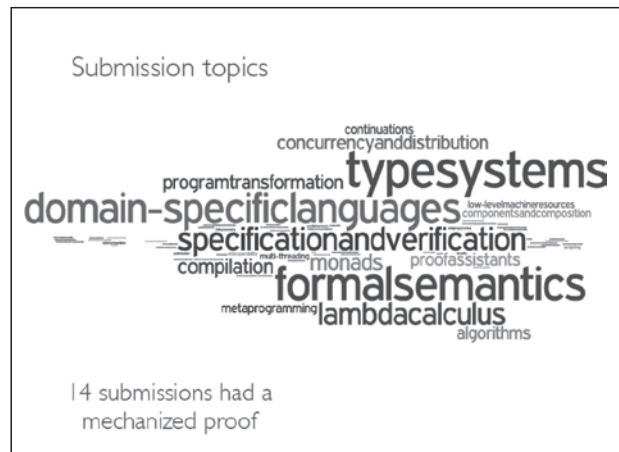 Submission topics
continuations
concurrencyanddistribution
typesystems
programtransformation
domain-specificlanguages
low-levelmachineresources
componentsandcomposition
specificationandverification
multi-threading
proofassistants
monads
compilation
formalsemantics
metaprogramming
lambdacalculus
algorithms
14 submissions had a
mechanized proof